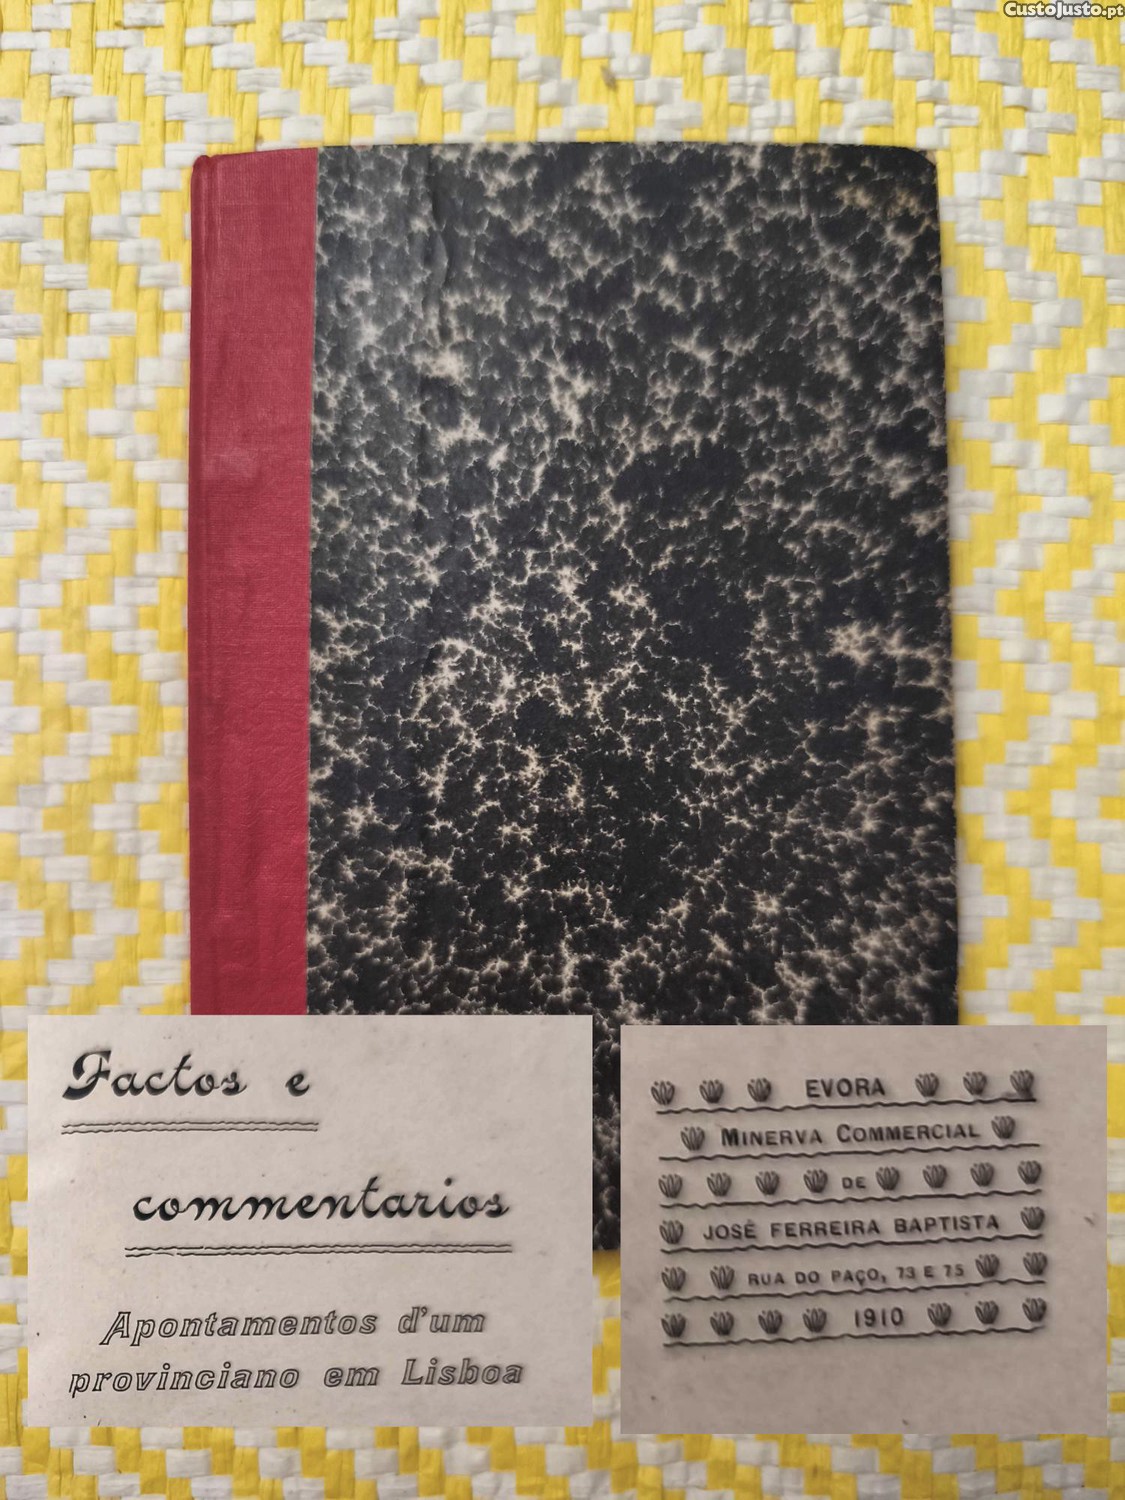 CustoJusto.pt
Factos e
commentarios
Apontamentos d'um
provinciano em Lisboa
EVORA
MINERVA COMMERCIAL
DE
JOSÉ FERREIRA BAPTISTA
RUA DO PAÇO, 73 E 75
1910